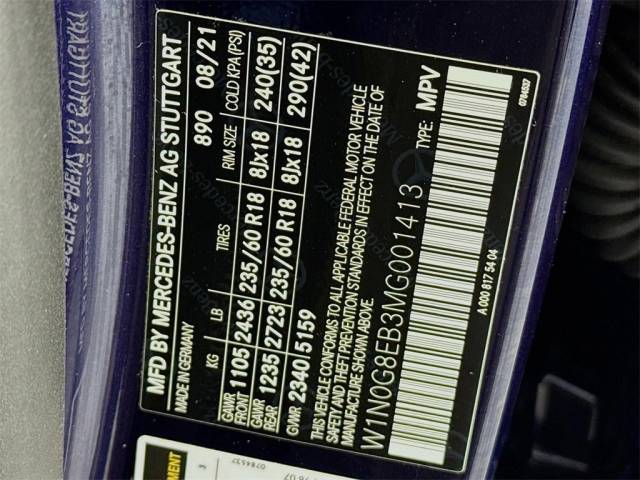 MFD BY MERCEDES-BENZ AG STUTTGART
MADE IN GERMANY 890 08/21
KG LB TIRES RIM SIZE COLD KPA (PSI)
GAWR FRONT 1105 2436 235/60 R18 8Jx18 240(35)
GAWR REAR 1235 2723 235/60 R18 8Jx18 290(42)
GVWR 2340 5159
THIS VEHICLE CONFORMS TO ALL APPLICABLE FEDERAL MOTOR VEHICLE
SAFETY AND THEFT PREVENTION STANDARDS IN EFFECT ON THE DATE OF
MANUFACTURE SHOWN ABOVE.
W1N0G8EB3MG001413 TYPE: MPV
A 000 817 54 04 0784537
0784537
3